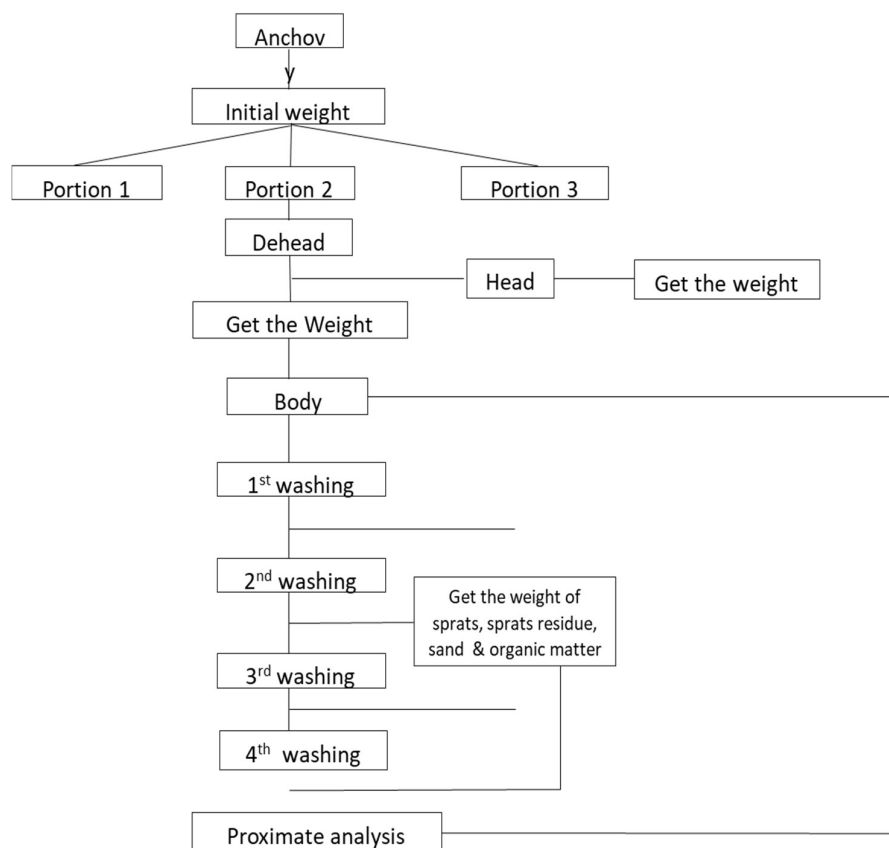 Anchov
y
Initial weight
Portion 1
Portion 2
Portion 3
Dehead
Head
Get the weight
Get the Weight
Body
1st washing
2nd washing
Get the weight of
sprats, sprats residue,
sand & organic matter
3rd washing
4th washing
Proximate analysis